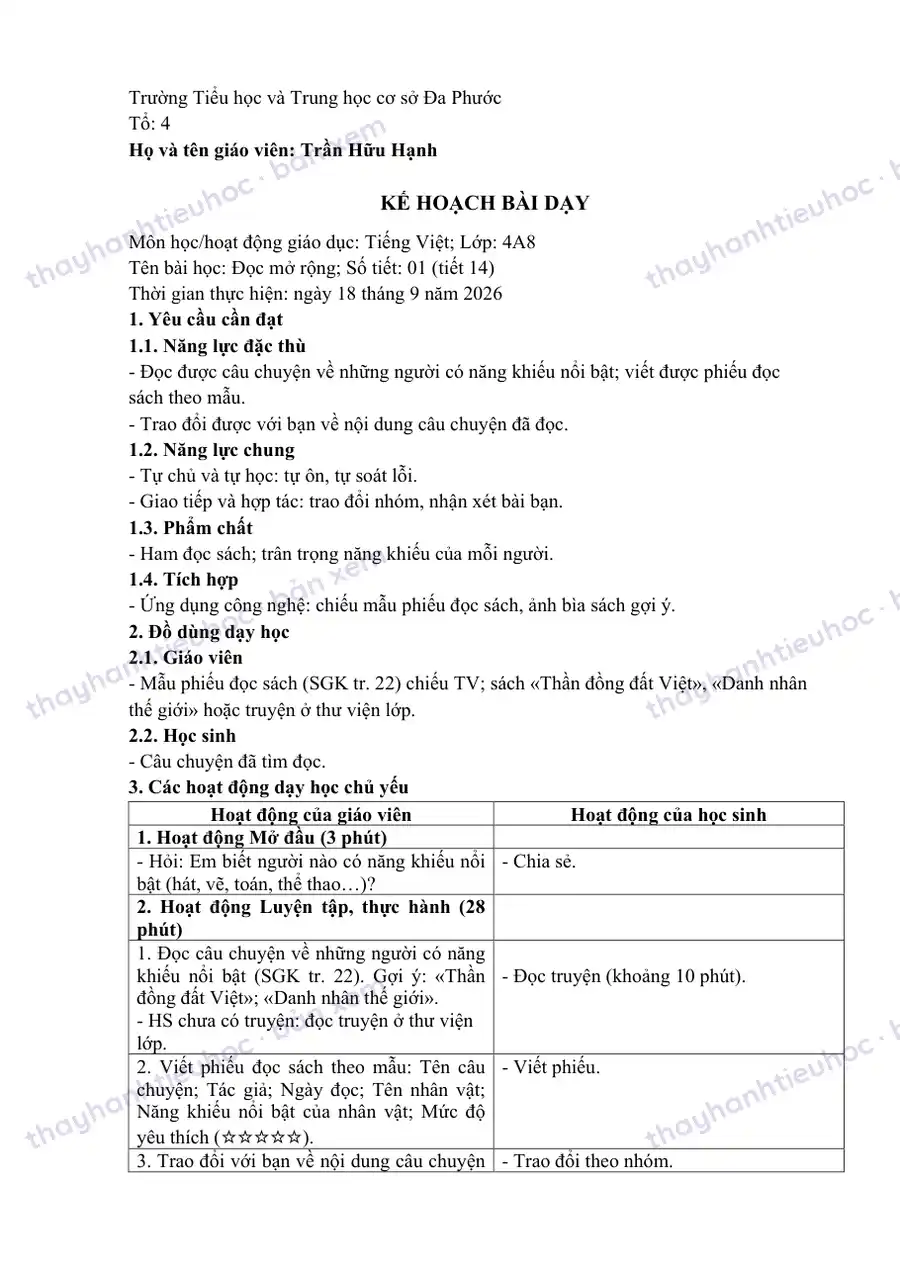 Trường Tiểu học và Trung học cơ sở Đa Phước
Tổ: 4
Họ và tên giáo viên: Trần Hữu Hạnh
KẾ HOẠCH BÀI DẠY
Môn học/hoạt động giáo dục: Tiếng Việt; Lớp: 4A8
Tên bài học: Đọc mở rộng; Số tiết: 01 (tiết 14)
Thời gian thực hiện: ngày 18 tháng 9 năm 2026
1. Yêu cầu cần đạt
1.1. Năng lực đặc thù
- Đọc được câu chuyện về những người có năng khiếu nổi bật; viết được phiếu đọc
sách theo mẫu.
- Trao đổi được với bạn về nội dung câu chuyện đã đọc.
1.2. Năng lực chung
- Tự chủ và tự học: tự ôn, tự soát lỗi.
- Giao tiếp và hợp tác: trao đổi nhóm, nhận xét bài bạn.
1.3. Phẩm chất
- Ham đọc sách; trân trọng năng khiếu của mỗi người.
1.4. Tích hợp
- Ứng dụng công nghệ: chiếu mẫu phiếu đọc sách, ảnh bìa sách gợi ý.
2. Đồ dùng dạy học
2.1. Giáo viên
- Mẫu phiếu đọc sách (SGK tr. 22) chiếu TV; sách «Thần đồng đất Việt», «Danh nhân
thế giới» hoặc truyện ở thư viện lớp.
2.2. Học sinh
- Câu chuyện đã tìm đọc.
3. Các hoạt động dạy học chủ yếu
Hoạt động của giáo viên
Hoạt động của học sinh
1. Hoạt động Mở đầu (3 phút)
- Hỏi: Em biết người nào có năng khiếu nổi
bật (hát, vẽ, toán, thể thao…)?
- Chia sẻ.
2. Hoạt động Luyện tập, thực hành (28
phút)
1. Đọc câu chuyện về những người có năng
khiếu nổi bật (SGK tr. 22). Gợi ý: «Thần
đồng đất Việt»; «Danh nhân thế giới».
- HS chưa có truyện: đọc truyện ở thư viện
lớp.
- Đọc truyện (khoảng 10 phút).
2. Viết phiếu đọc sách theo mẫu: Tên câu
chuyện; Tác giả; Ngày đọc; Tên nhân vật;
Năng khiếu nổi bật của nhân vật; Mức độ
yêu thích (☆☆☆☆☆).
- Viết phiếu.
3. Trao đổi với bạn về nội dung câu chuyện
- Trao đổi theo nhóm.
thayhanhtieuhoc · bản xem
thayhanhtieuhoc · b
thayhanhtieuhoc · bản xem
thayhanhtieuhoc · b
thayhanhtieuhoc · bản xem
thayhanhtieuhoc · b